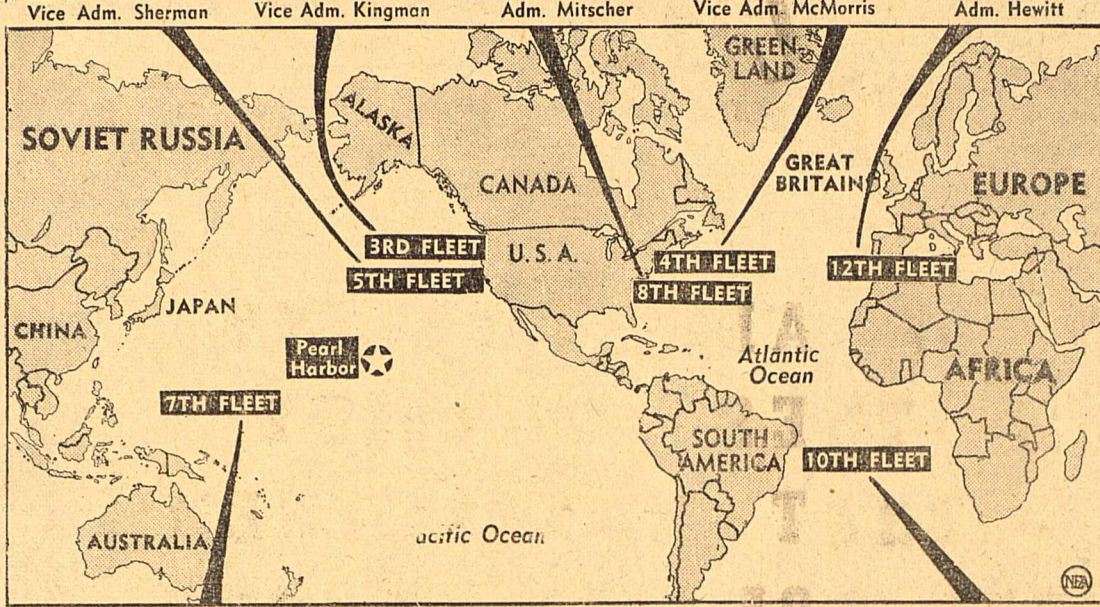 Vice Adm. Sherman
Vice Adm. Kingman
Adm. Mitscher
Vice Adm. McMorris
Adm. Hewitt
GREEN-
LAND
ALASKA
SOVIET RUSSIA
GREAT
BRITAIN
CANADA
EUROPE
3RD FLEET
U.S.A.
4TH FLEET
12TH FLEET
5TH FLEET
8TH FLEET
JAPAN
CHINA
Pearl
Harbor
Atlantic
Ocean
AFRICA
7TH FLEET
SOUTH
AMERICA
10TH FLEET
AUSTRALIA
acific Ocean
NEA